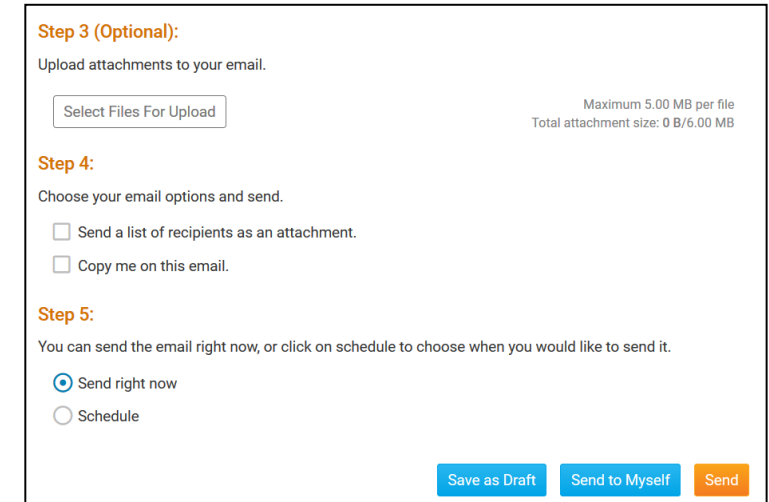 Step 3 (Optional):
Upload attachments to your email.
Select Files For Upload
Maximum 5.00 MB per file
Total attachment size: 0 B/6.00 MB
Step 4:
Choose your email options and send.
Send a list of recipients as an attachment.
Copy me on this email.
Step 5:
You can send the email right now, or click on schedule to choose when you would like to send it.
Send right now
Schedule
Save as Draft Send to Myself Send